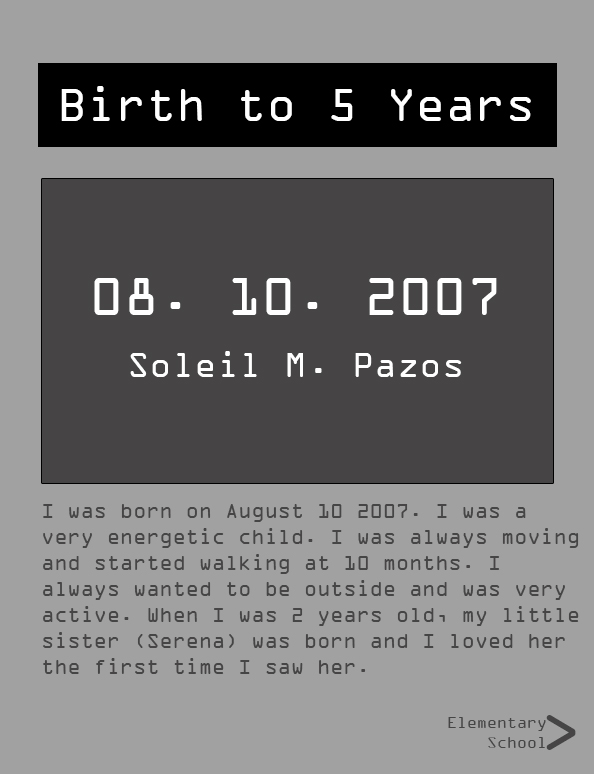 Birth to 5 Years
08. 10. 2007
Soleil M. Pazos
I was born on August 10 2007. I was a
very energetic child. I was always moving
and started walking at 10 months. I
always wanted to be outside and was very
active. When I was 2 years old, my little
sister (Serena) was born and I loved her
the first time I saw her.
Elementary
School